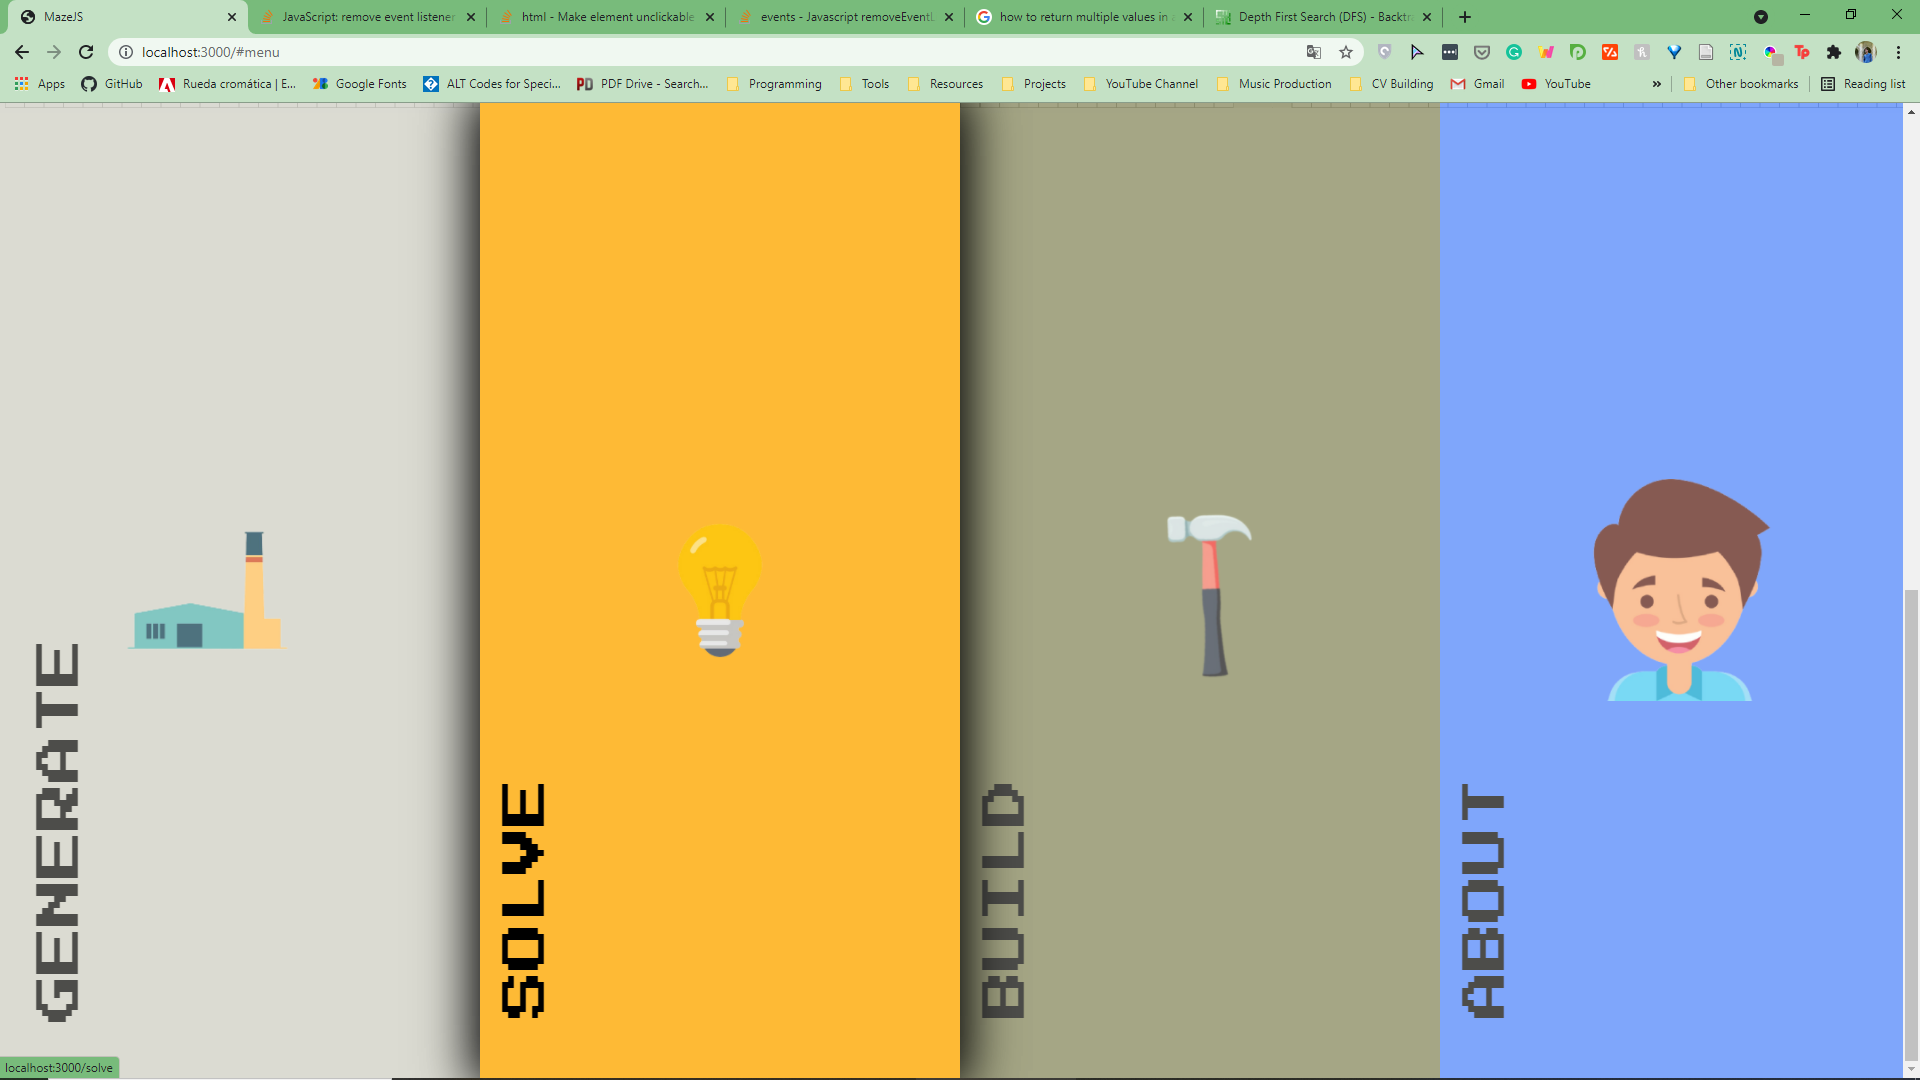 MazeJS
JavaScript: remove event listener
html - Make element unclickable
events - Javascript removeEventL
how to return multiple values in
Depth First Search (DFS) - Backtr
localhost:3000/#menu
Apps
GitHub
Rueda cromática | E...
Google Fonts
ALT Codes for Speci...
PDF Drive - Search...
Programming
Tools
Resources
Projects
YouTube Channel
Music Production
CV Building
Gmail
YouTube
»
Other bookmarks
Reading list
GENERATE
SOLVE
BUILD
ABOUT
localhost:3000/solve